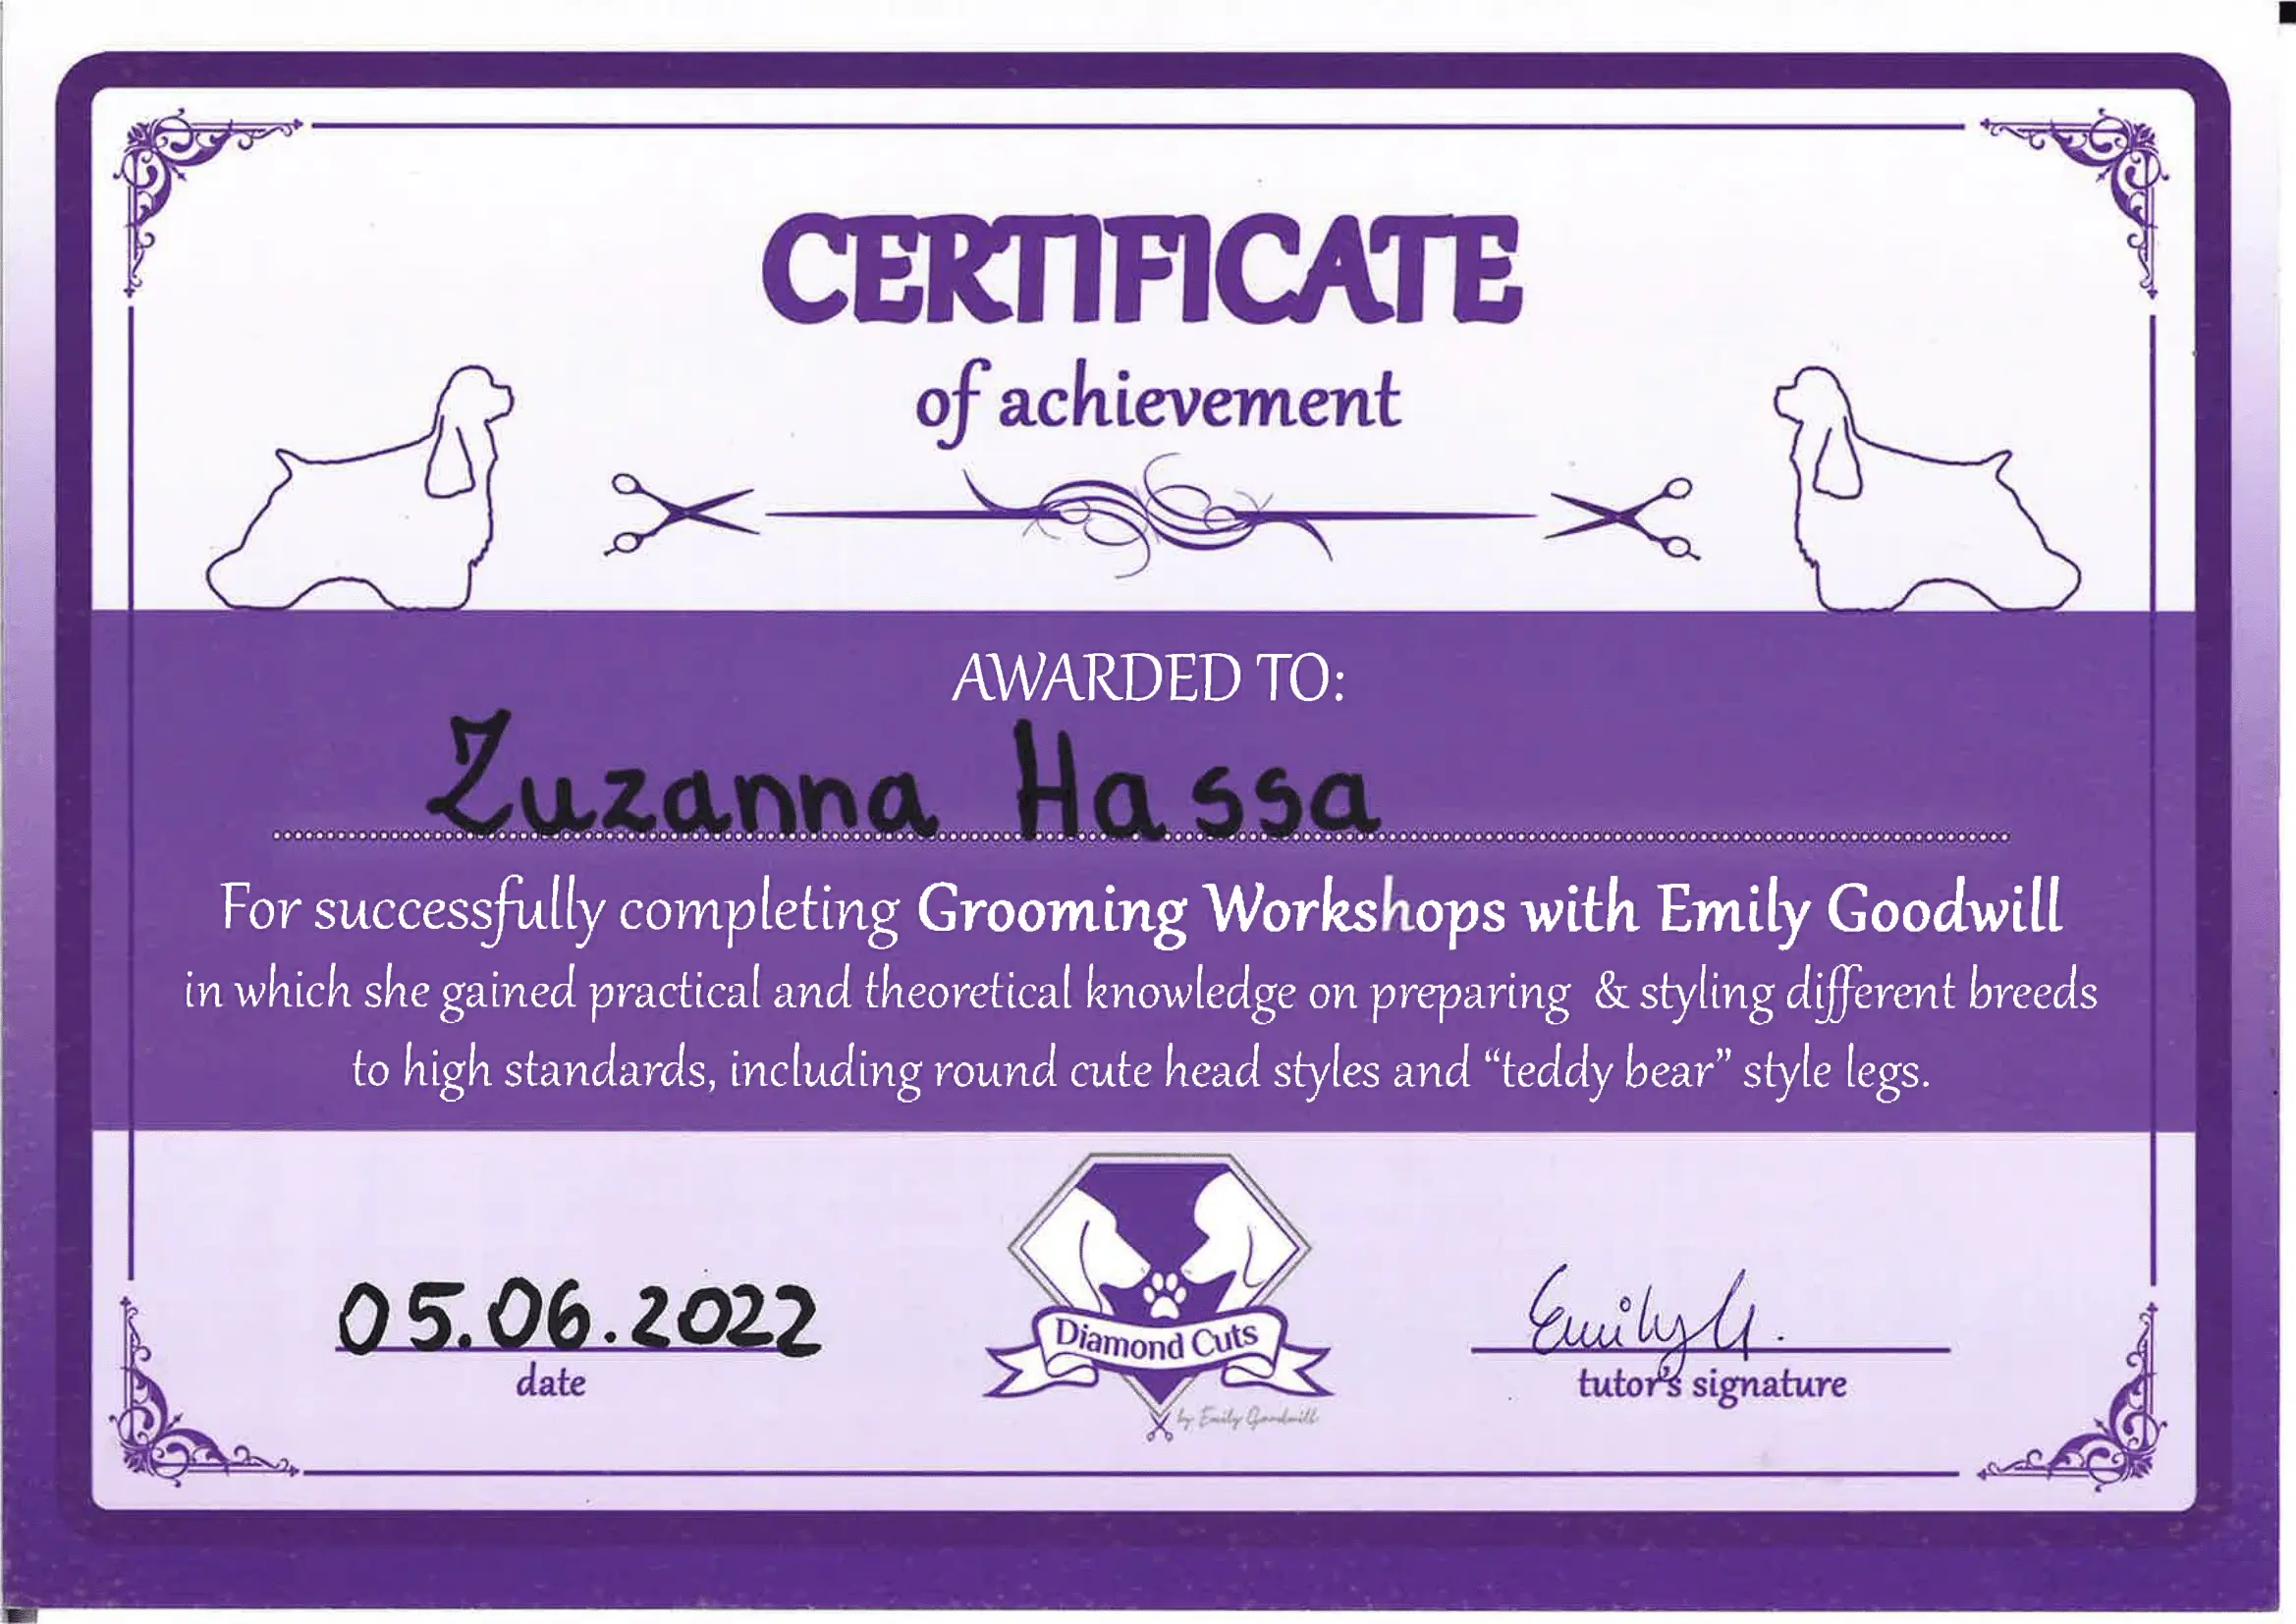 CERTIFICATE
of achievement
AWARDED TO:
Zuzanna Hassa
For successfully completing Grooming Workshops with Emily Goodwill
in which she gained practical and theoretical knowledge on preparing & styling different breeds
to high standards, including round cute head styles and “teddy bear” style legs.
05.06.2022
date
Diamond Cuts
by Emily Goodwill
Emily G.
tutor's signature